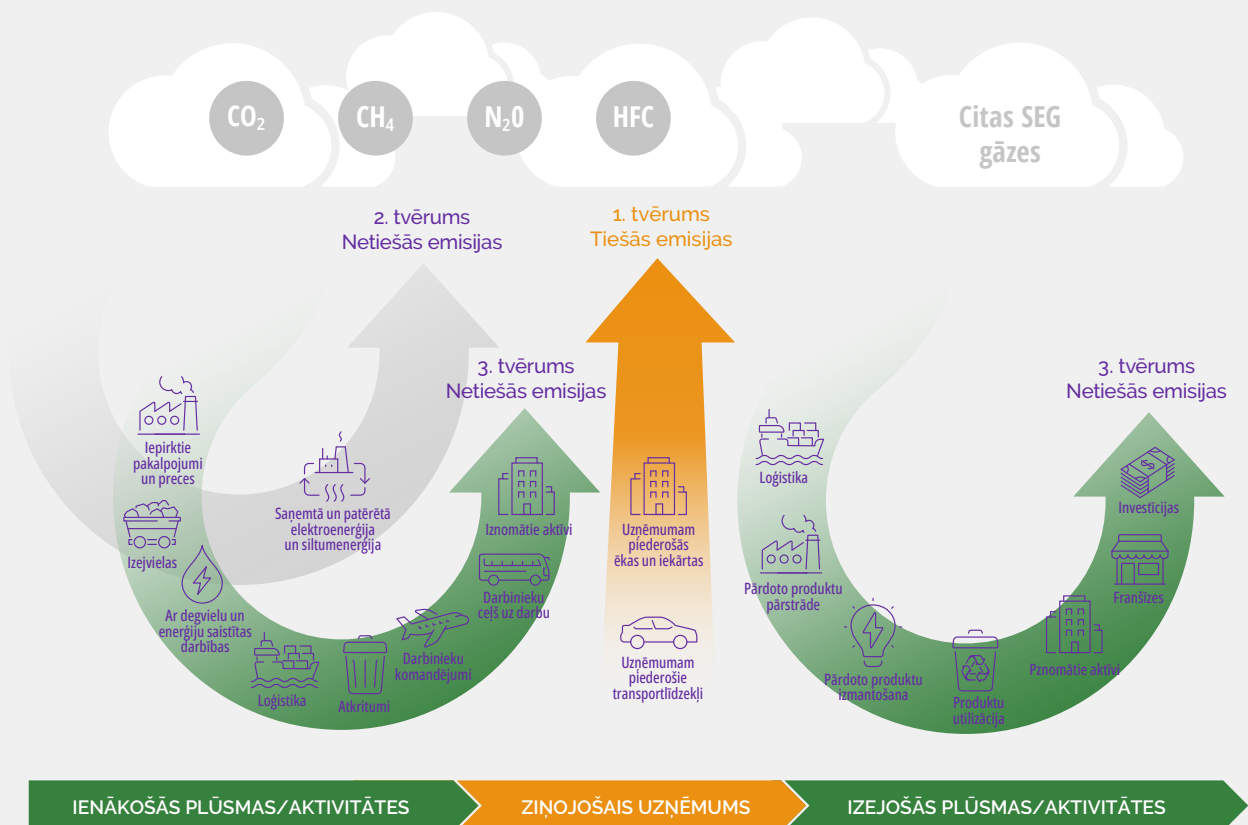 CO₂
CH₄
N₂0
HFC
Citas SEG
gāzes
2. tvērums
Netiešās emisijas
1. tvērums
Tiešās emisijas
3. tvērums
Netiešās emisijas
3. tvērums
Netiešās emisijas
Iepirktie
pakalpojumi
un preces
Izejvielas
Ar degvielu un
enerģiju saistītas
darbības
Loģistika
Atkritumi
Darbinieku
komandējumi
Darbinieku
ceļš uz darbu
Iznomātie aktīvi
Saņemtā un patērētā
elektroenerģija
un siltumenerģija
Uzņēmumam
piederošās
ēkas un iekārtas
Uzņēmumam
piederošie
transportlīdzekļi
Loģistika
Pārdoto produktu
pārstrāde
Pārdoto produktu
izmantošana
Produktu
utilizācija
Pznomātie aktīvi
Franšīzes
Investīcijas
IENĀKOŠĀS PLŪSMAS/AKTIVITĀTES
ZIŅOJOŠAIS UZŅĒMUMS
IZEJOŠĀS PLŪSMAS/AKTIVITĀTES